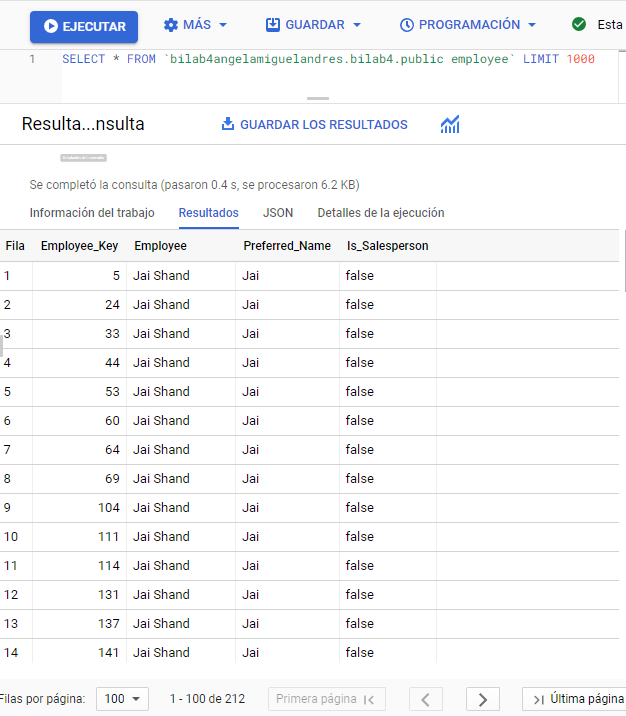 EJECUTAR MÁS GUARDAR PROGRAMACIÓN Esta
1 SELECT * FROM `bilab4angelamiguelandres.bilab4.public employee` LIMIT 1000
Resulta...nsulta GUARDAR LOS RESULTADOS
Se completó la consulta (pasaron 0.4 s, se procesaron 6.2 KB)
Información del trabajo Resultados JSON Detalles de la ejecución
Fila Employee_Key Employee Preferred_Name Is_Salesperson
1 5 Jai Shand Jai false
2 24 Jai Shand Jai false
3 33 Jai Shand Jai false
4 44 Jai Shand Jai false
5 53 Jai Shand Jai false
6 60 Jai Shand Jai false
7 64 Jai Shand Jai false
8 69 Jai Shand Jai false
9 104 Jai Shand Jai false
10 111 Jai Shand Jai false
11 114 Jai Shand Jai false
12 131 Jai Shand Jai false
13 137 Jai Shand Jai false
14 141 Jai Shand Jai false
Filas por página: 100 1 - 100 de 212 Primera página Última página